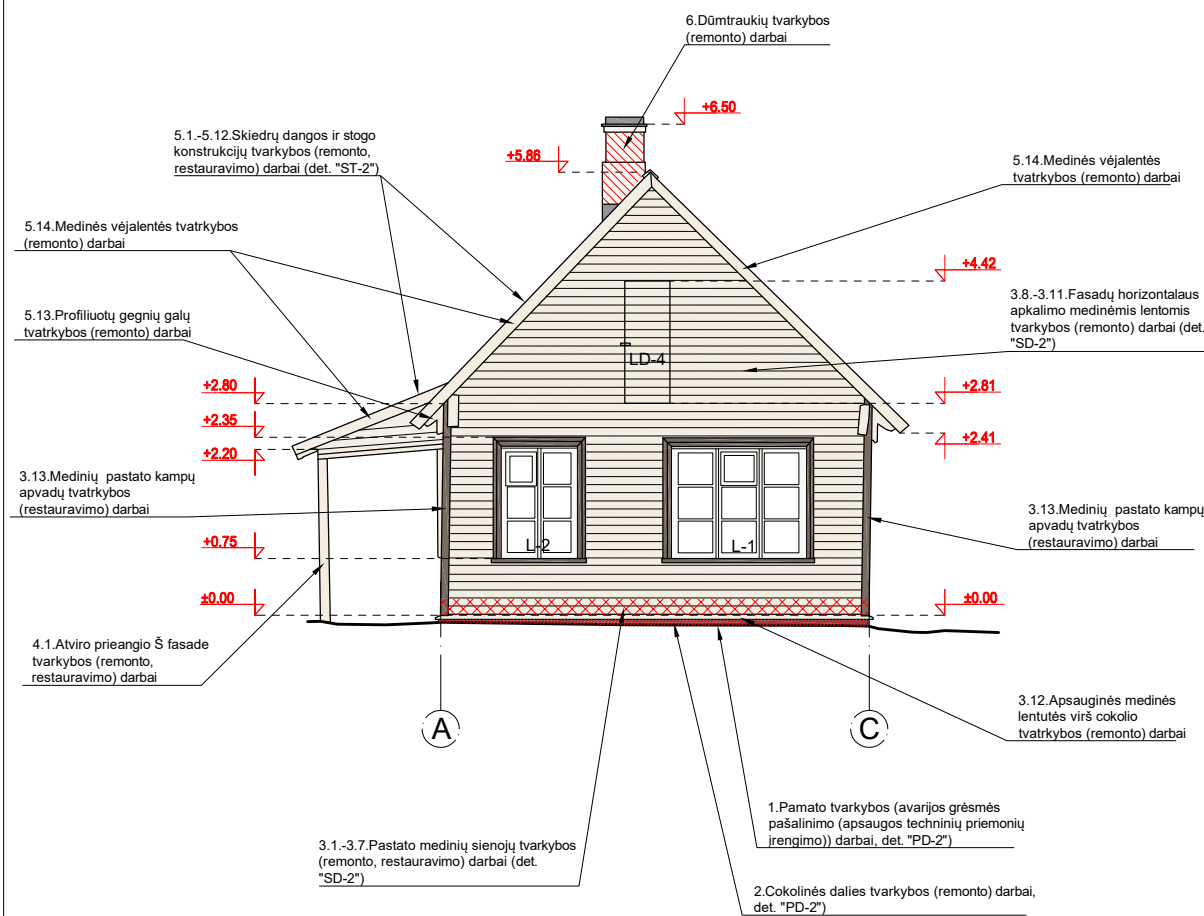 6.Dūmtraukių tvarkybos
(remonto) darbai
+6.50
5.1.-5.12.Skiedrų dangos ir stogo
konstrukcijų tvarkybos (remonto,
restauravimo) darbai (det. "ST-2")
+5.86
5.14.Medinės vėjalentės
tvatrkybos (remonto) darbai
5.14.Medinės vėjalentės tvatrkybos
(remonto) darbai
+4.42
3.8.-3.11.Fasadų horizontalaus
apkalimo medinėmis lentomis
tvarkybos (remonto) darbai (det.
"SD-2")
5.13.Profiliuotų gegnių galų
tvatrkybos (remonto) darbai
LD-4
+2.80
+2.81
+2.35
+2.41
+2.20
3.13.Medinių pastato kampų
apvadų tvatrkybos
(restauravimo) darbai
3.13.Medinių pastato kampų
apvadų tvatrkybos
(restauravimo) darbai
+0.75
L-2
L-1
±0.00
±0.00
4.1.Atviro prieangio Š fasade
tvarkybos (remonto,
restauravimo) darbai
3.12.Apsauginės medinės
lentutės virš cokolio
tvatrkybos (remonto) darbai
A
C
1.Pamato tvarkybos (avarijos grėsmės
pašalinimo (apsaugos techninių priemonių
įrengimo)) darbai, det. "PD-2")
3.1.-3.7.Pastato medinių sienojų tvarkybos
(remonto, restauravimo) darbai (det.
"SD-2")
2.Cokolinės dalies tvarkybos (remonto) darbai,
det. "PD-2")